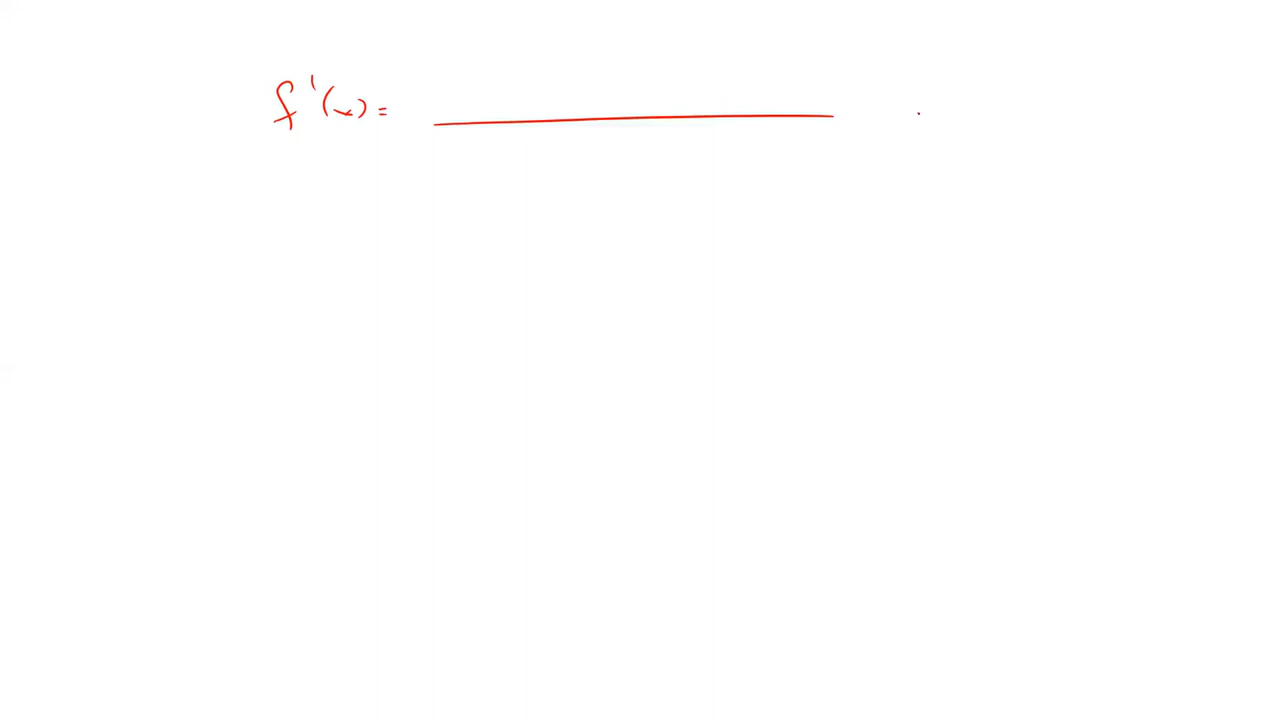 f'(x) =